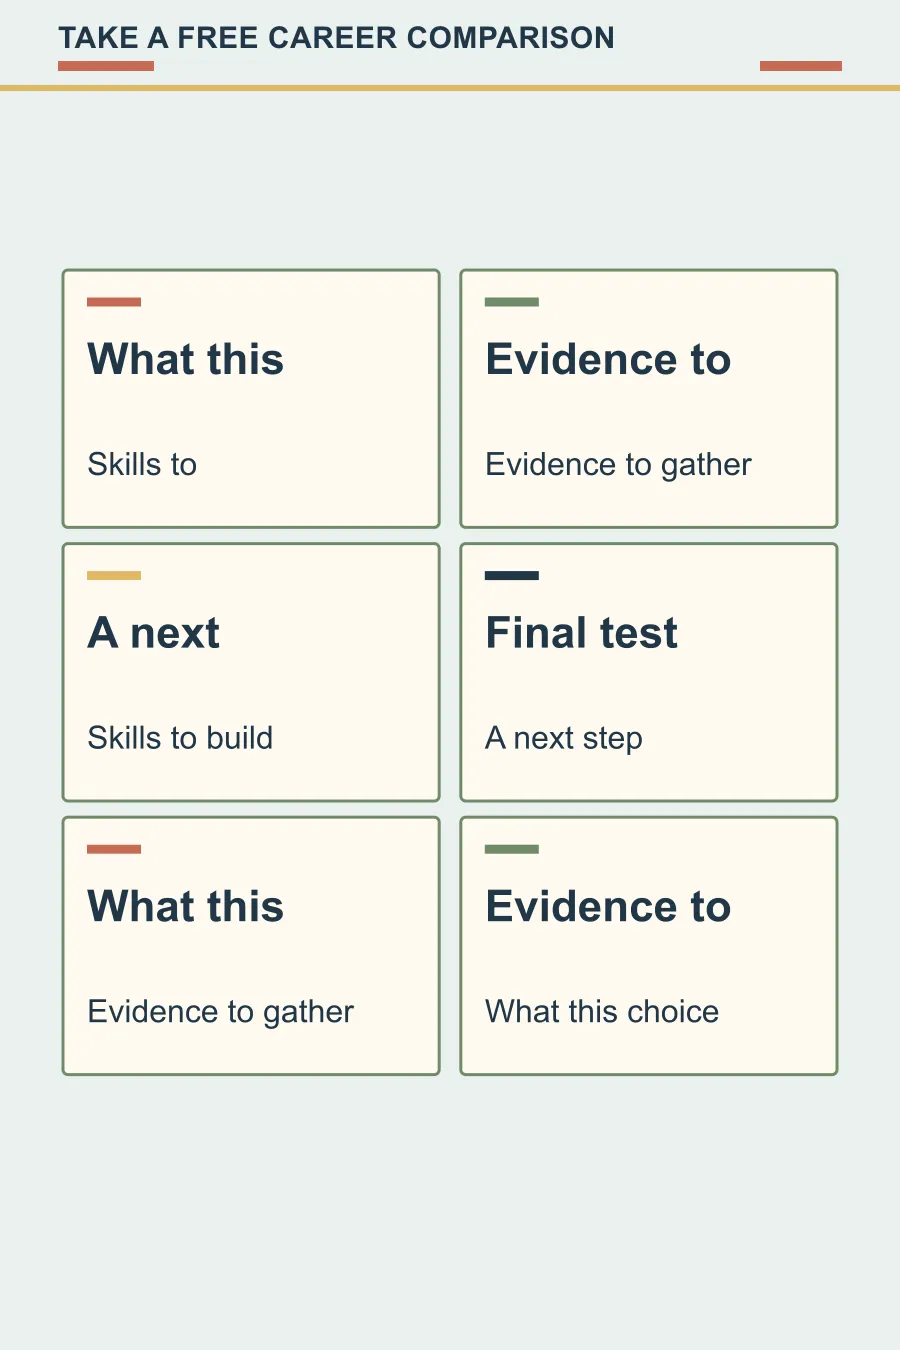 TAKE A FREE CAREER COMPARISON
What this
Skills to
Evidence to
Evidence to gather
A next
Skills to build
Final test
A next step
What this
Evidence to gather
Evidence to
What this choice